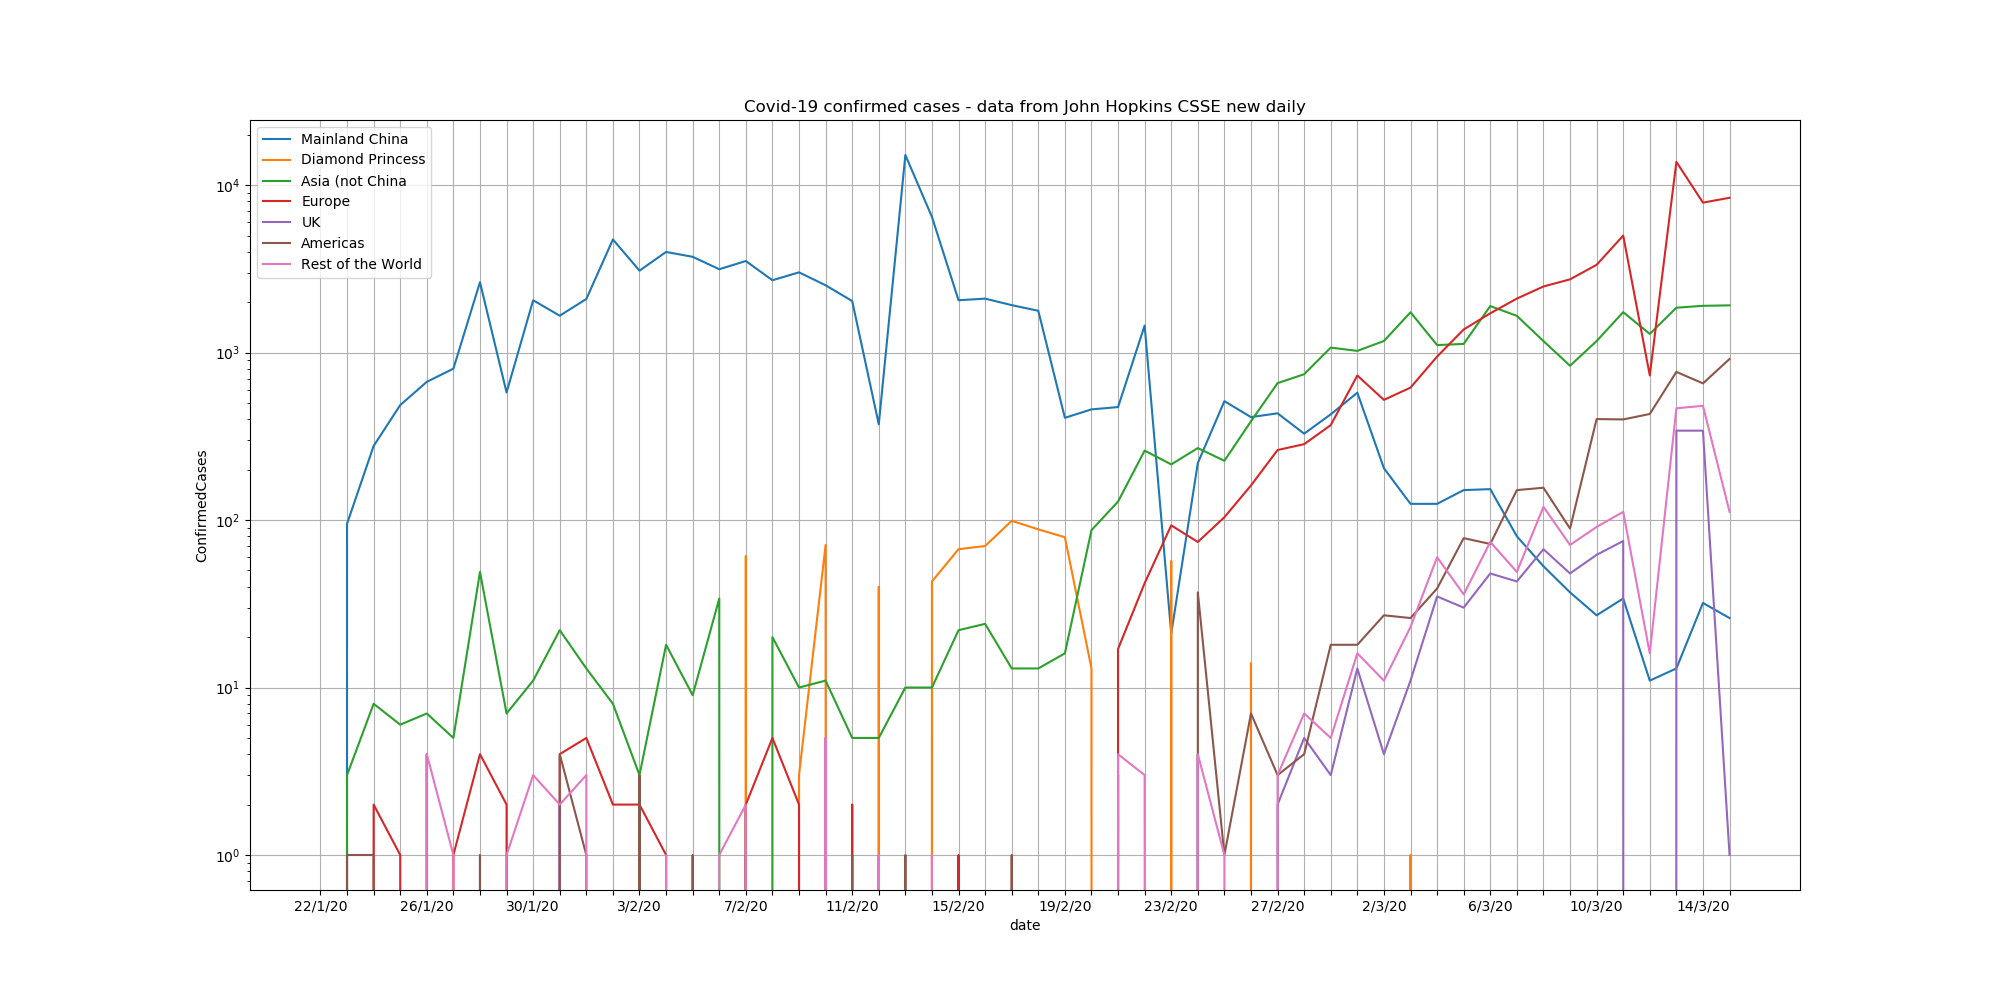 Covid-19 confirmed cases - data from John Hopkins CSSE new daily
Mainland China
Diamond Princess
Asia (not China
Europe
UK
Americas
Rest of the World
10⁴
10³
10²
10¹
10⁰
ConfirmedCases
22/1/20 26/1/20 30/1/20 3/2/20 7/2/20 11/2/20 15/2/20 19/2/20 23/2/20 27/2/20 2/3/20 6/3/20 10/3/20 14/3/20
date